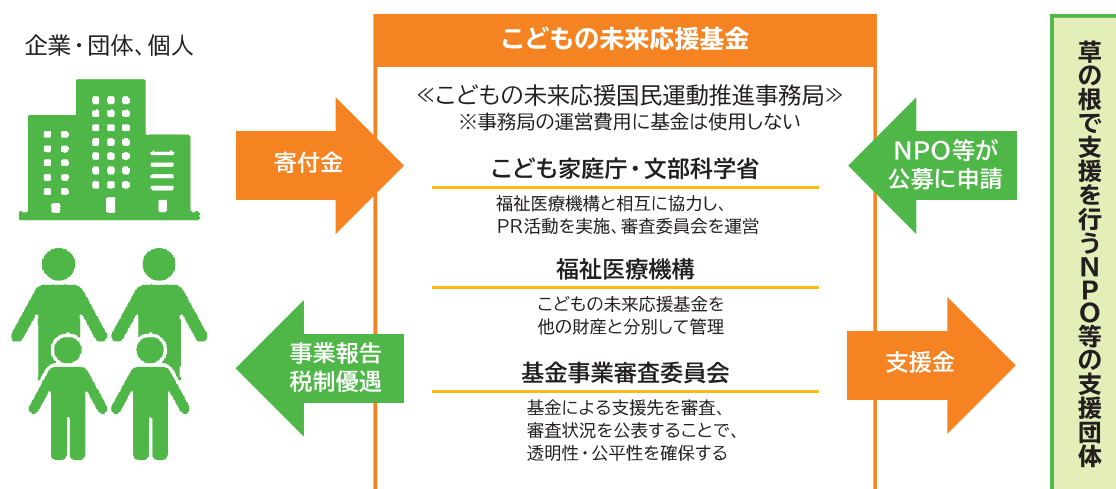 企業・団体、個人
寄付金
事業報告
税制優遇
こどもの未来応援基金
≪こどもの未来応援国民運動推進事務局≫
※事務局の運営費用に基金は使用しない
こども家庭庁・文部科学省
福祉医療機構と相互に協力し、
PR活動を実施、審査委員会を運営
福祉医療機構
こどもの未来応援基金を
他の財産と分別して管理
基金事業審査委員会
基金による支援先を審査、
審査状況を公表することで、
透明性・公平性を確保する
NPO等が
公募に申請
支援金
草の根で支援を行うNPO等の支援団体